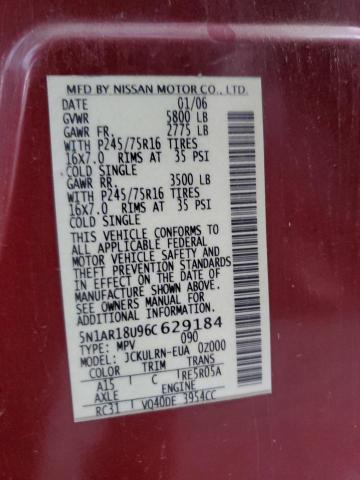 MFD BY NISSAN MOTOR CO., LTD.
DATE 01/06
GVWR 5800 LB
GAWR FR. 2775 LB
WITH P245/75R16 TIRES
16X7.0 RIMS AT 35 PSI
COLD SINGLE
GAWR RR. 3500 LB
WITH P245/75R16 TIRES
16X7.0 RIMS AT 35 PSI
COLD SINGLE
THIS VEHICLE CONFORMS TO
ALL APPLICABLE FEDERAL
MOTOR VEHICLE SAFETY AND
THEFT PREVENTION STANDARDS
IN EFFECT ON THE DATE OF
MANUFACTURE SHOWN ABOVE.
SEE OWNERS MANUAL FOR
ADDITIONAL INFORMATION.
5N1AR18U96C629184
TYPE: MPV 090
MODEL JCKULRN-EUA 0Z000
COLOR TRIM TRANS
A15 C RE5R05A
AXLE ENGINE
RC31 VQ40DE 3954CC